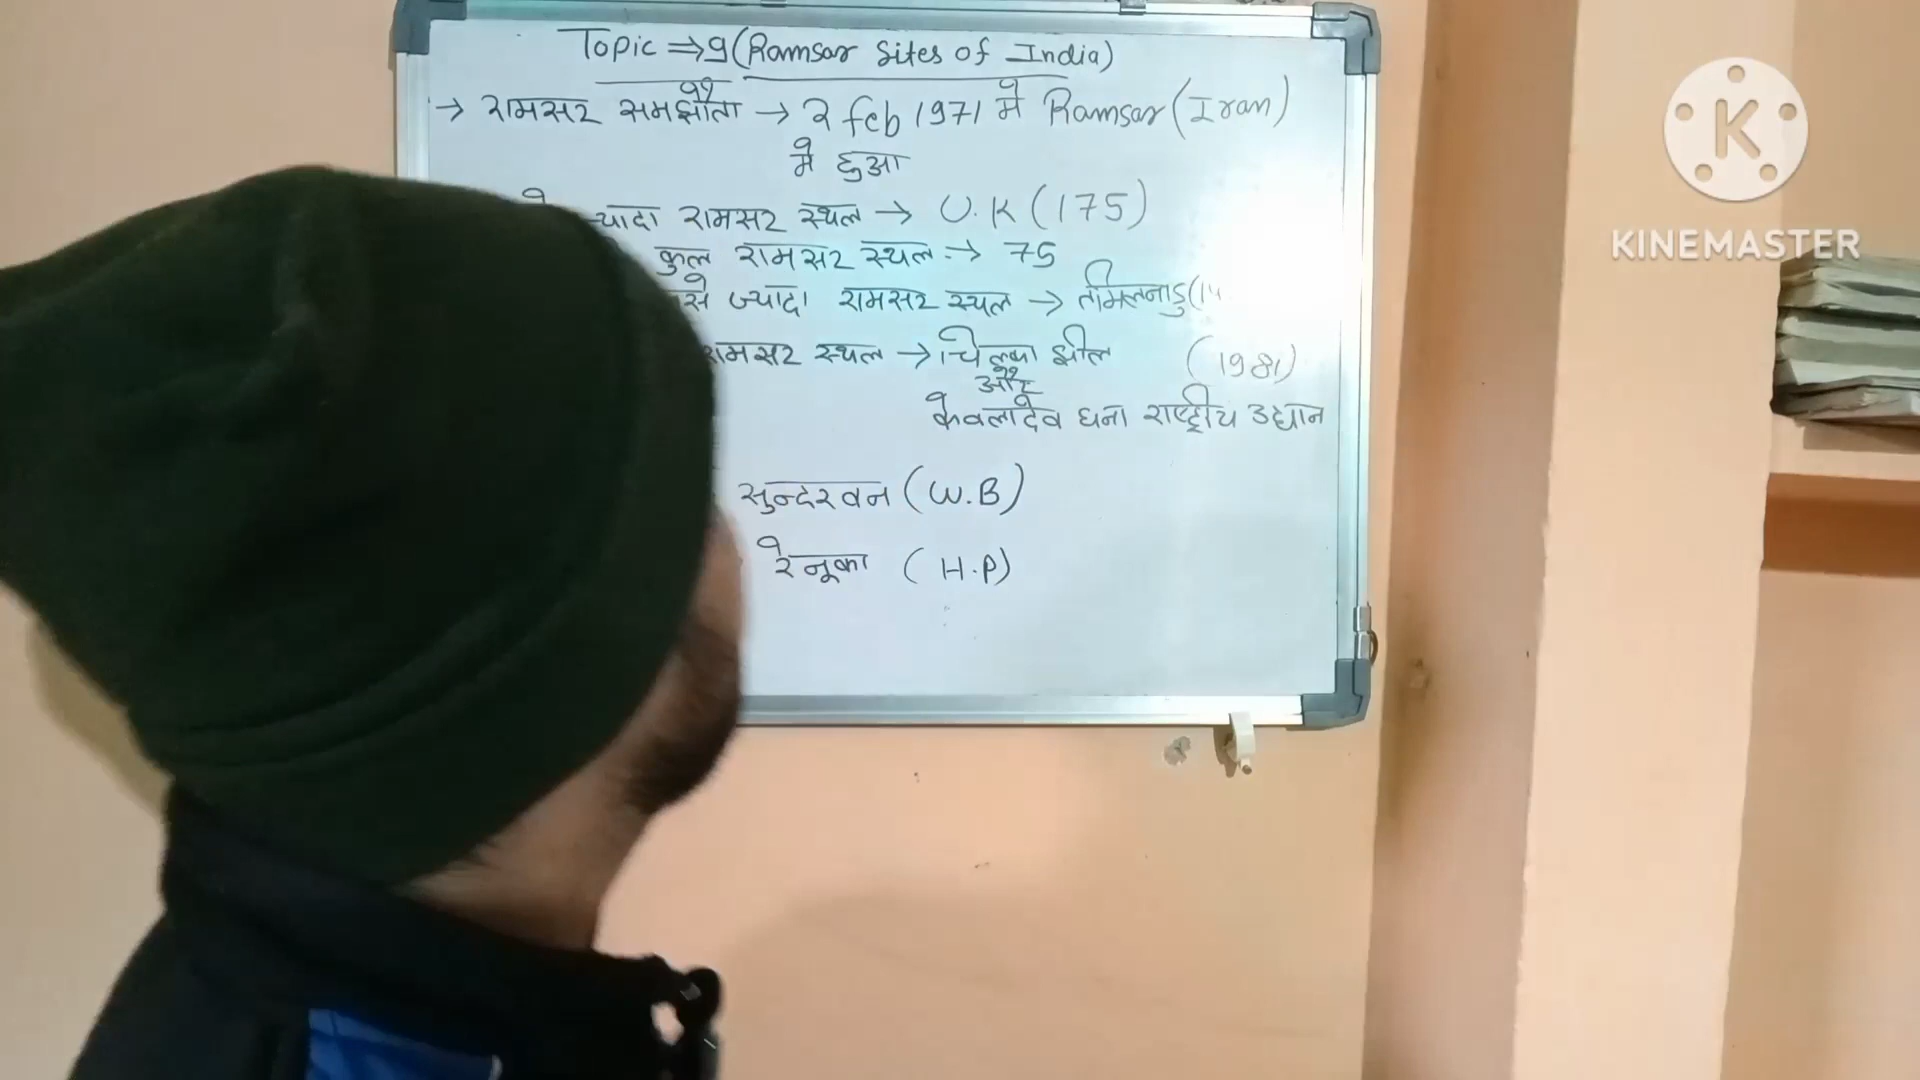 Topic ⇒ 9 (Ramsar Sites of India)
→ रामसर समझौता → 2 feb 1971 मे Ramsar (Iran)
मे हुआ
ज्यादा रामसर स्थल → U.K (175)
कुल रामसर स्थल → 75
से ज्यादा रामसर स्थल → तमिलनाडु (14
रामसर स्थल → चिल्का झील (1981)
और
केवलादेव घना राष्ट्रीय उद्यान
सुन्दरवन (W.B)
रेनूका (H.P)
KINEMASTER